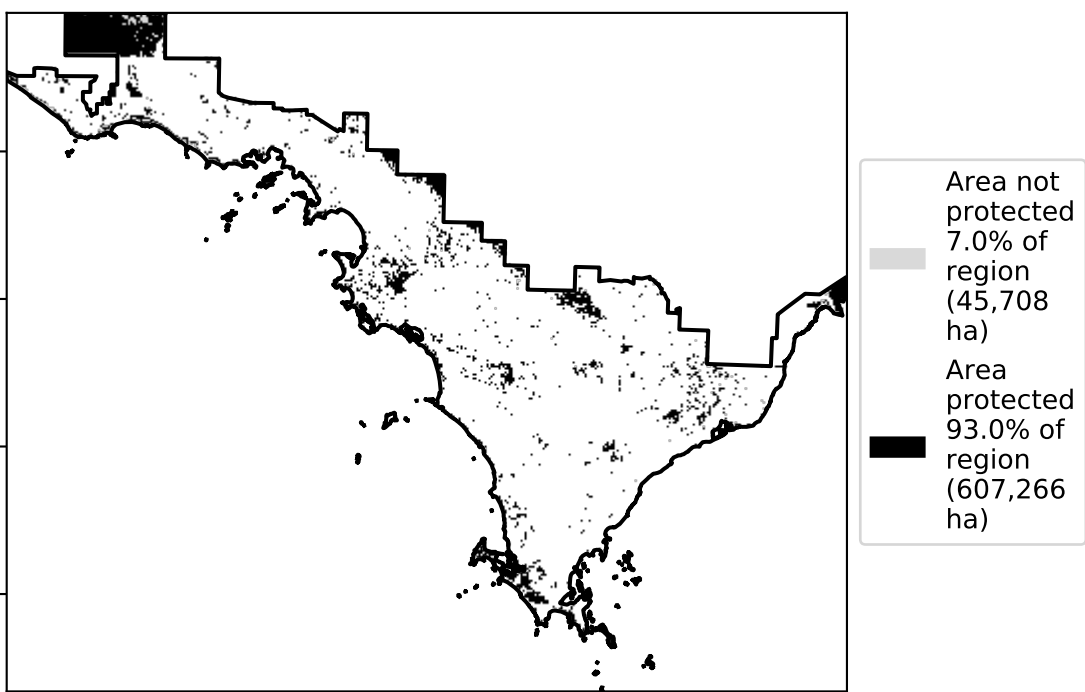 Area not
protected
7.0% of
region
(45,708
ha)
Area
protected
93.0% of
region
(607,266
ha)